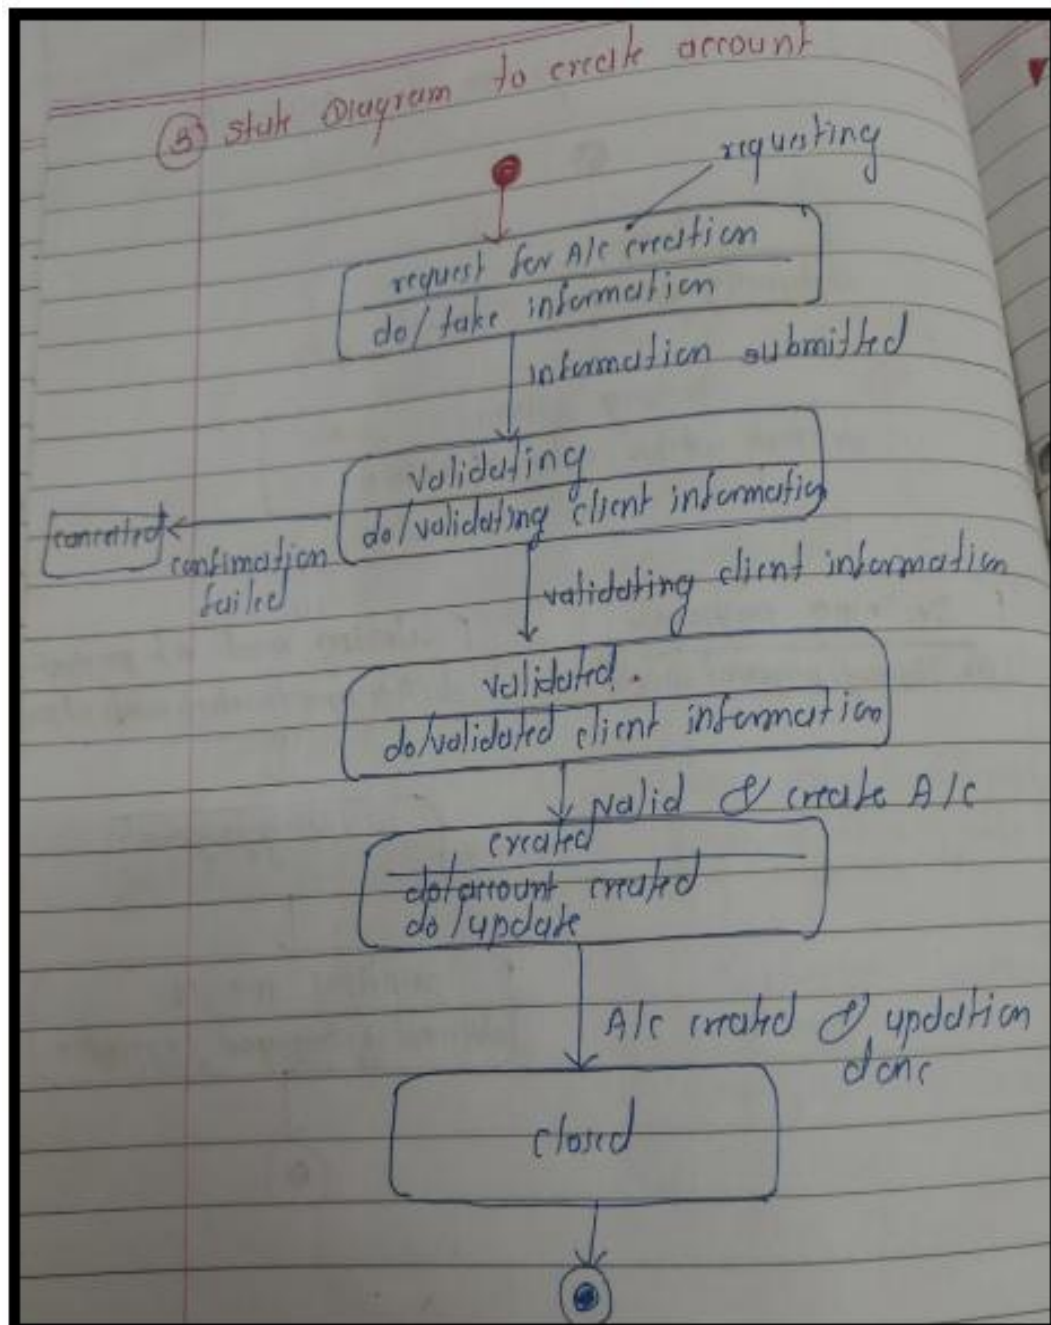 ③ State Diagram to create account
requesting
request for A/c creation
do/ take information
information submitted
validating
do/validating client information
cancelled
confimation
failed
validating client information
validated.
do/validated client information
valid & create A/c
created
do/account created
do/update
A/c created & updation
done
closed